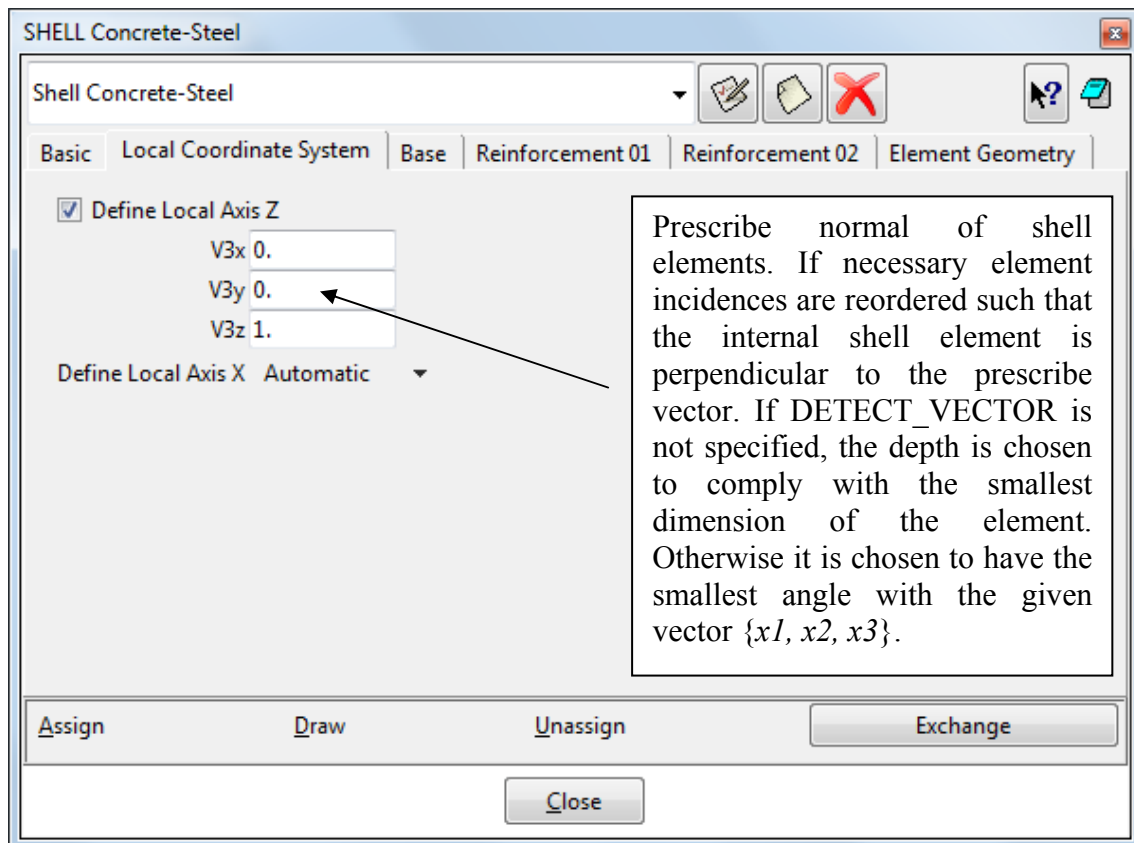 SHELL Concrete-Steel
Shell Concrete-Steel
Basic Local Coordinate System Base Reinforcement 01 Reinforcement 02 Element Geometry
Define Local Axis Z
V3x 0.
V3y 0.
V3z 1.
Define Local Axis X Automatic
Prescribe normal of shell
elements. If necessary element
incidences are reordered such that
the internal shell element is
perpendicular to the prescribe
vector. If DETECT_VECTOR is
not specified, the depth is chosen
to comply with the smallest
dimension of the element.
Otherwise it is chosen to have the
smallest angle with the given
vector {x1, x2, x3}.
Assign Draw Unassign Exchange
Close